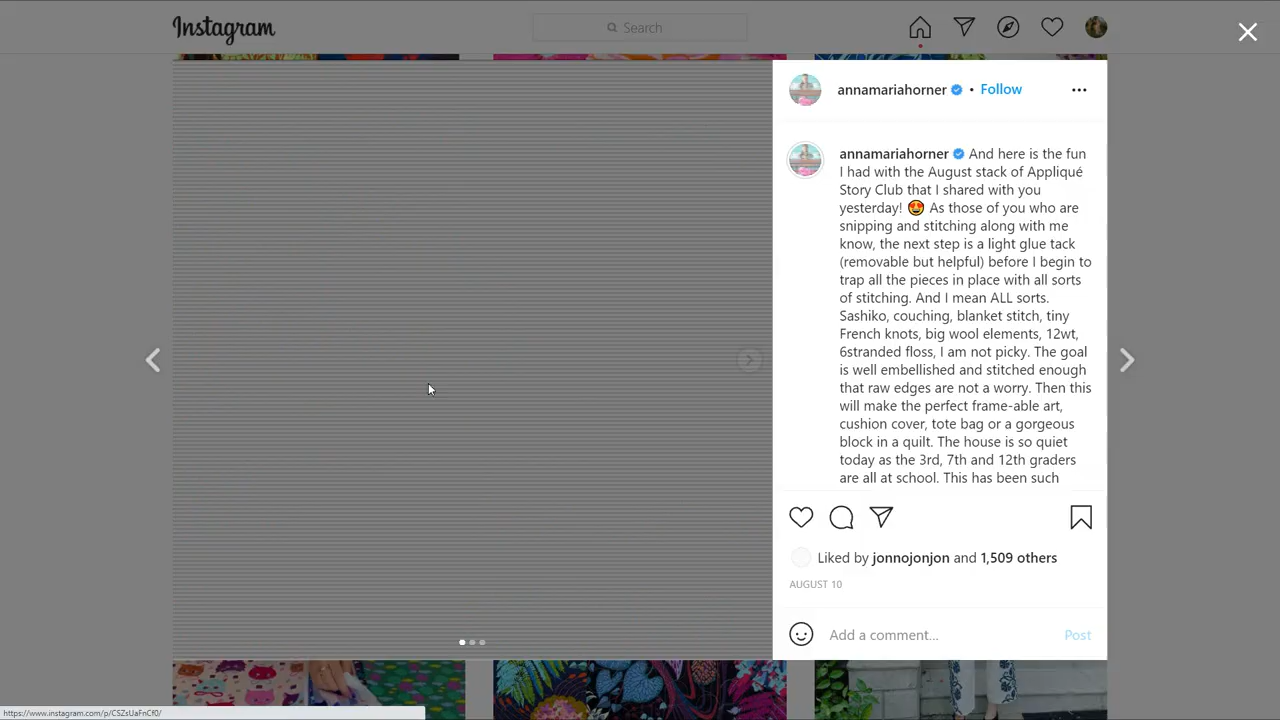 Instagram
Search
annamariahorner • Follow
annamariahorner And here is the fun
I had with the August stack of Appliqué
Story Club that I shared with you
yesterday! 😍 As those of you who are
snipping and stitching along with me
know, the next step is a light glue tack
(removable but helpful) before I begin to
trap all the pieces in place with all sorts
of stitching. And I mean ALL sorts.
Sashiko, couching, blanket stitch, tiny
French knots, big wool elements, 12wt,
6stranded floss, I am not picky. The goal
is well embellished and stitched enough
that raw edges are not a worry. Then this
will make the perfect frame-able art,
cushion cover, tote bag or a gorgeous
block in a quilt. The house is so quiet
today as the 3rd, 7th and 12th graders
are all at school. This has been such
Liked by jonnojonjon and 1,509 others
AUGUST 10
Add a comment... Post
https://www.instagram.com/p/CSZsUaFnCf0/